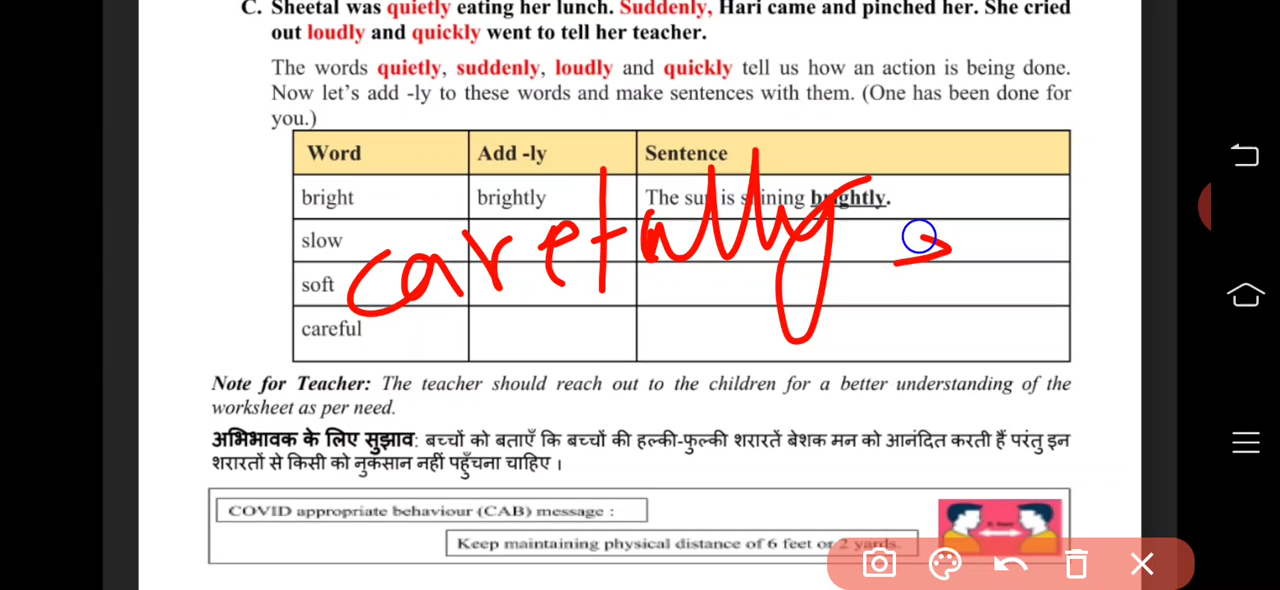 C. Sheetal was quietly eating her lunch. Suddenly, Hari came and pinched her. She cried
out loudly and quickly went to tell her teacher.
The words quietly, suddenly, loudly and quickly tell us how an action is being done.
Now let's add -ly to these words and make sentences with them. (One has been done for
you.)
Word Add -ly Sentence
bright brightly The sun is shining brightly.
slow
soft
careful
carefally
Note for Teacher: The teacher should reach out to the children for a better understanding of the
worksheet as per need.
अभिभावक के लिए सुझाव: बच्चों को बताएँ कि बच्चों की हल्की-फुल्की शरारतें बेशक मन को आनंदित करती हैं परंतु इन
शरारतों से किसी को नुकसान नहीं पहुँचना चाहिए ।
COVID appropriate behaviour (CAB) message :
Keep maintaining physical distance of 6 feet or 2 yards.